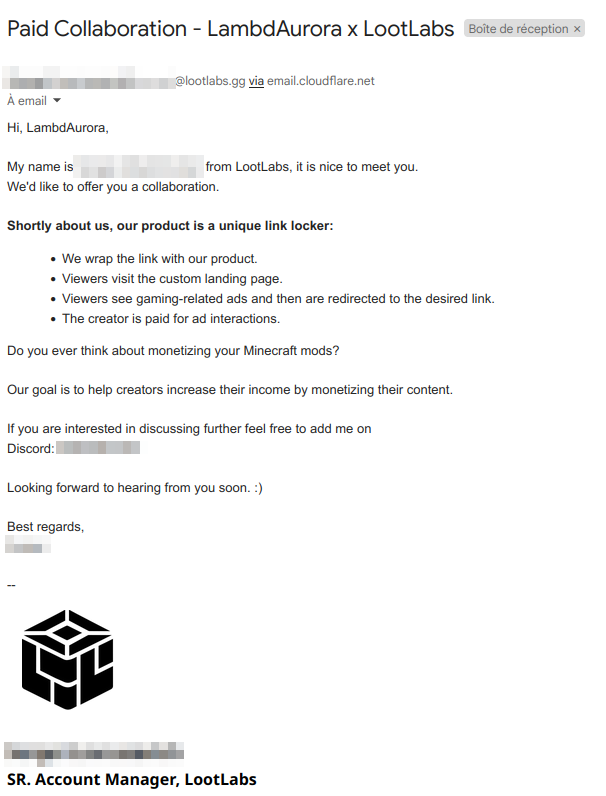 Paid Collaboration - LambdAurora x LootLabs Boîte de réception ×
@lootlabs.gg via email.cloudflare.net
À email
Hi, LambdAurora,
My name is from LootLabs, it is nice to meet you.
We'd like to offer you a collaboration.
Shortly about us, our product is a unique link locker:
• We wrap the link with our product.
• Viewers visit the custom landing page.
• Viewers see gaming-related ads and then are redirected to the desired link.
• The creator is paid for ad interactions.
Do you ever think about monetizing your Minecraft mods?
Our goal is to help creators increase their income by monetizing their content.
If you are interested in discussing further feel free to add me on
Discord:
Looking forward to hearing from you soon. :)
Best regards,
--
SR. Account Manager, LootLabs